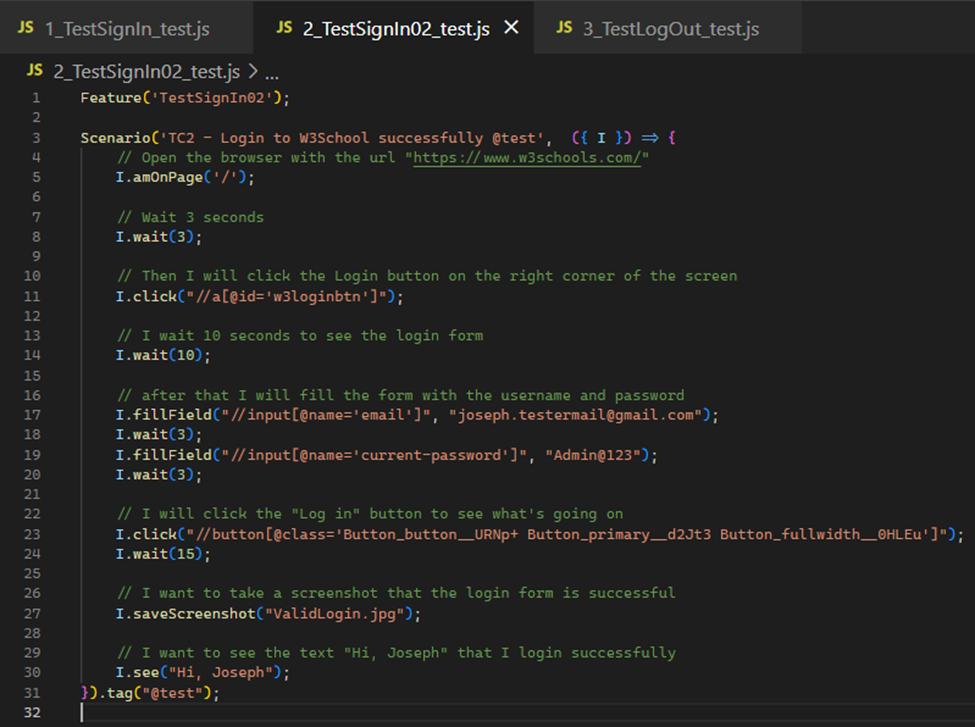 JS 1_TestSignIn_test.js JS 2_TestSignIn02_test.js × JS 3_TestLogOut_test.js
JS 2_TestSignIn02_test.js > ...
1 Feature('TestSignIn02');
2
3 Scenario('TC2 - Login to W3School successfully @test', ({ I }) => {
4 // Open the browser with the url "https://www.w3schools.com/"
5 I.amOnPage('/');
6
7 // Wait 3 seconds
8 I.wait(3);
9
10 // Then I will click the Login button on the right corner of the screen
11 I.click("//a[@id='w3loginbtn']");
12
13 // I wait 10 seconds to see the login form
14 I.wait(10);
15
16 // after that I will fill the form with the username and password
17 I.fillField("//input[@name='email']", "joseph.testermail@gmail.com");
18 I.wait(3);
19 I.fillField("//input[@name='current-password']", "Admin@123");
20 I.wait(3);
21
22 // I will click the "Log in" button to see what's going on
23 I.click("//button[@class='Button_button__URNp+ Button_primary__d2Jt3 Button_fullwidth__0HLEu']");
24 I.wait(15);
25
26 // I want to take a screenshot that the login form is successful
27 I.saveScreenshot("ValidLogin.jpg");
28
29 // I want to see the text "Hi, Joseph" that I login successfully
30 I.see("Hi, Joseph");
31 }).tag("@test");
32